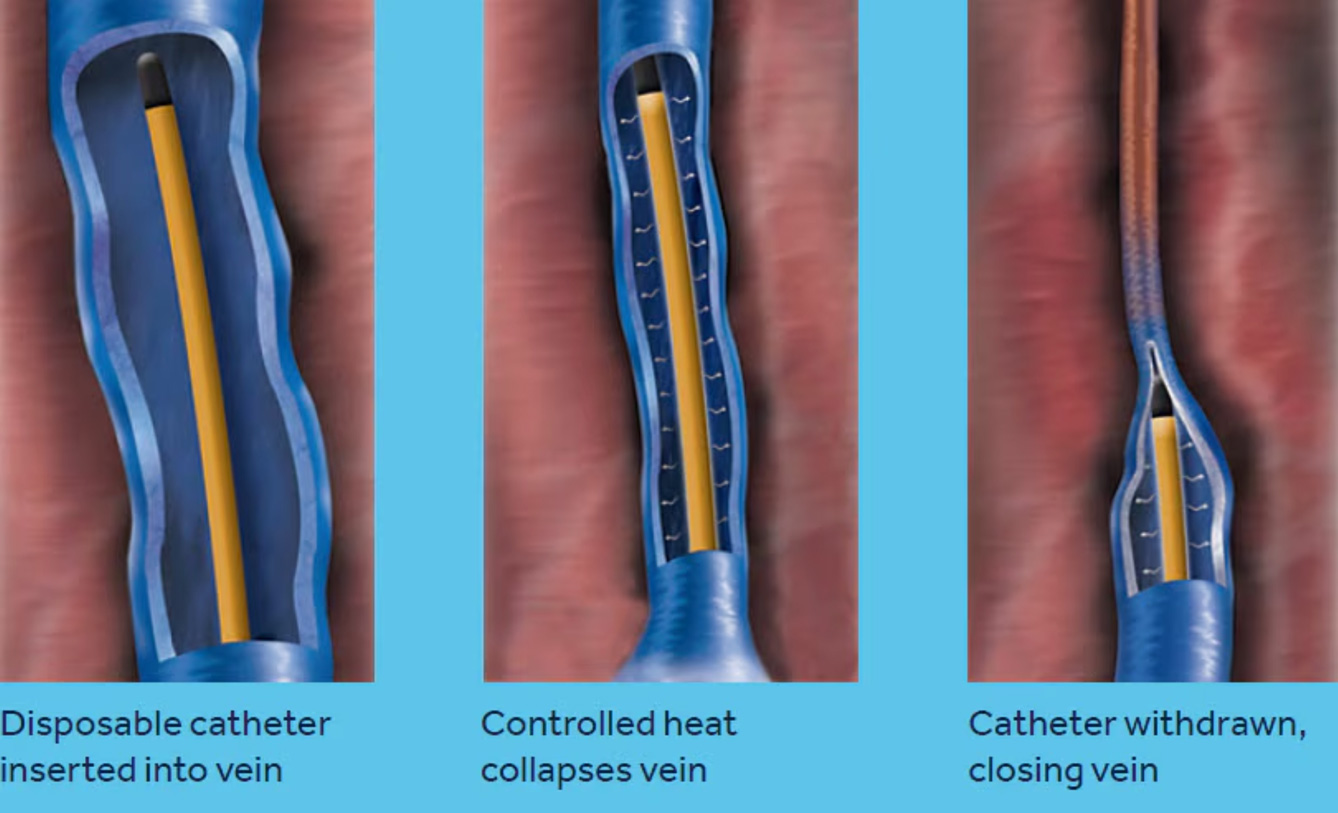 Disposable catheter
inserted into vein
Controlled heat
collapses vein
Catheter withdrawn,
closing vein